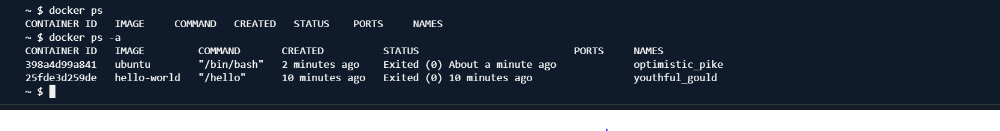 ~ $ docker ps
CONTAINER ID   IMAGE     COMMAND   CREATED   STATUS    PORTS     NAMES
~ $ docker ps -a
CONTAINER ID   IMAGE         COMMAND       CREATED          STATUS                          PORTS     NAMES
398a4d99a841   ubuntu        "/bin/bash"   2 minutes ago    Exited (0) About a minute ago             optimistic_pike
25fde3d259de   hello-world   "/hello"      10 minutes ago   Exited (0) 10 minutes ago                 youthful_gould
~ $